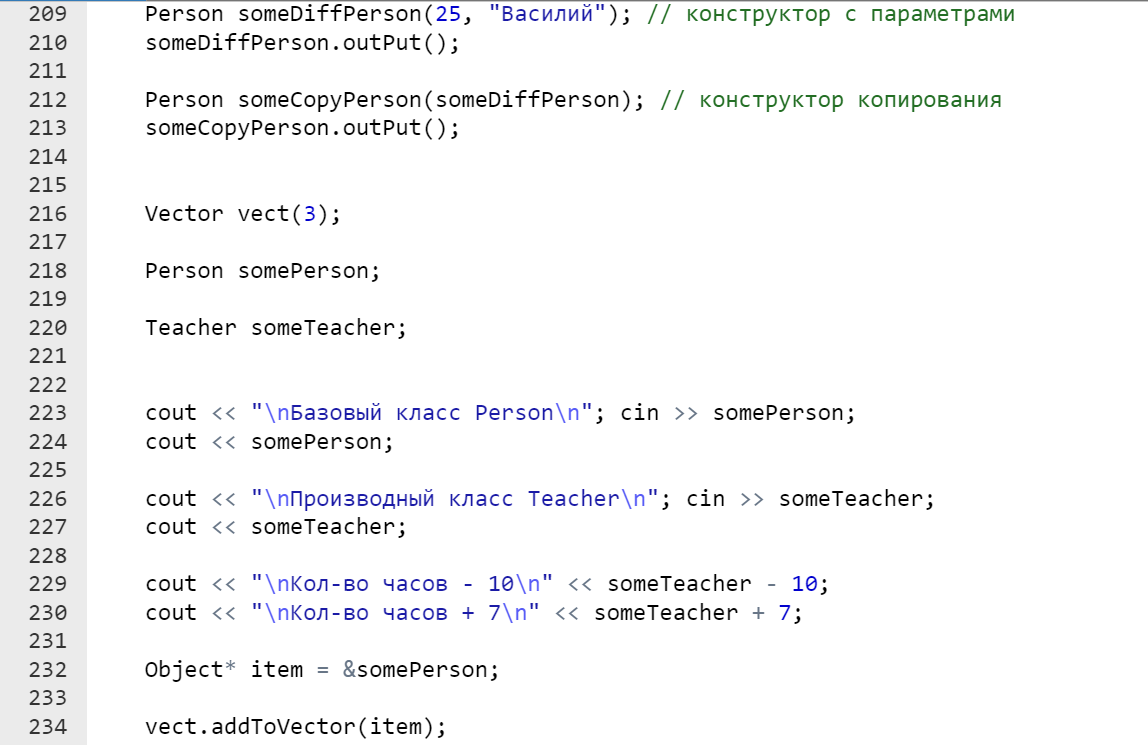 209 Person someDiffPerson(25, "Василий"); // конструктор с параметрами
210 someDiffPerson.outPut();
211
212 Person someCopyPerson(someDiffPerson); // конструктор копирования
213 someCopyPerson.outPut();
214
215
216 Vector vect(3);
217
218 Person somePerson;
219
220 Teacher someTeacher;
221
222
223 cout << "\nБазовый класс Person\n"; cin >> somePerson;
224 cout << somePerson;
225
226 cout << "\nПроизводный класс Teacher\n"; cin >> someTeacher;
227 cout << someTeacher;
228
229 cout << "\nКол-во часов - 10\n" << someTeacher - 10;
230 cout << "\nКол-во часов + 7\n" << someTeacher + 7;
231
232 Object* item = &somePerson;
233
234 vect.addToVector(item);